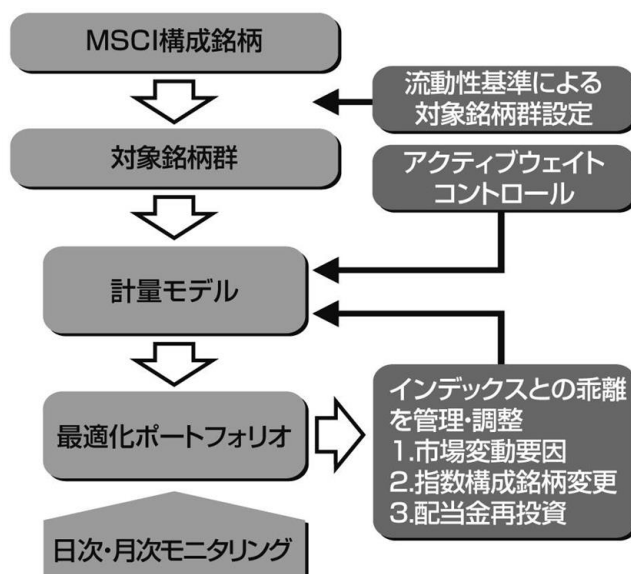 MSCI構成銘柄
流動性基準による
対象銘柄群設定
対象銘柄群
アクティブウェイト
コントロール
計量モデル
最適化ポートフォリオ
インデックスとの乖離
を管理・調整
1.市場変動要因
2.指数構成銘柄変更
3.配当金再投資
日次・月次モニタリング